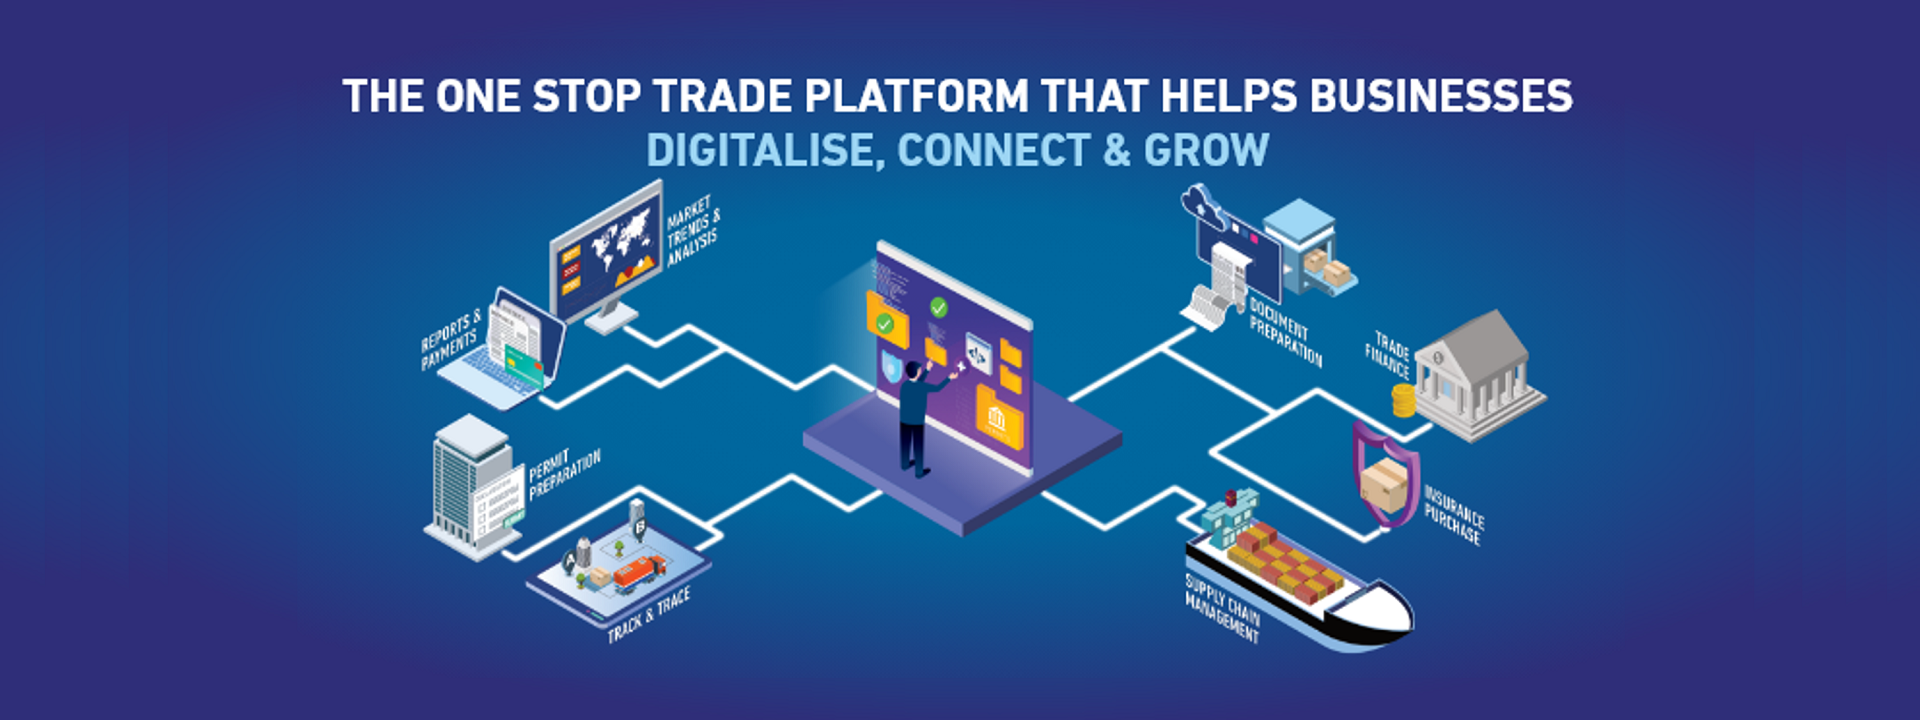 THE ONE STOP TRADE PLATFORM THAT HELPS BUSINESSES
DIGITALISE, CONNECT & GROW
MARKET
TRENDS &
ANALYSIS
REPORTS &
PAYMENTS
PERMIT
PREPARATION
TRACK & TRACE
DOCUMENT
PREPARATION
TRADE
FINANCE
INSURANCE
PURCHASE
SUPPLY CHAIN
MANAGEMENT
A
B